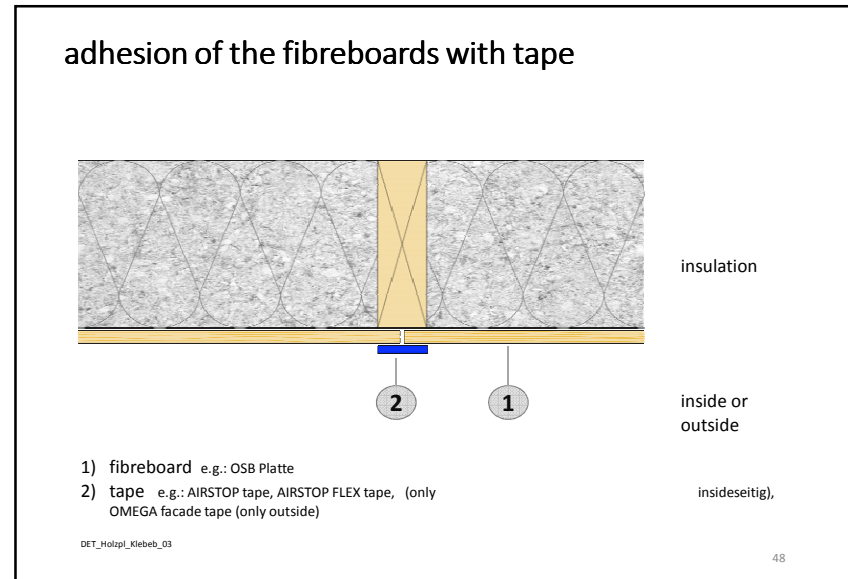 adhesion of the fibreboards with tape
insulation
2
1
inside or
outside
1) fibreboard e.g.: OSB Platte
2) tape e.g.: AIRSTOP tape, AIRSTOP FLEX tape, (only insideseitig),
OMEGA facade tape (only outside)
DET_Holzpl_Klebeb_03
48